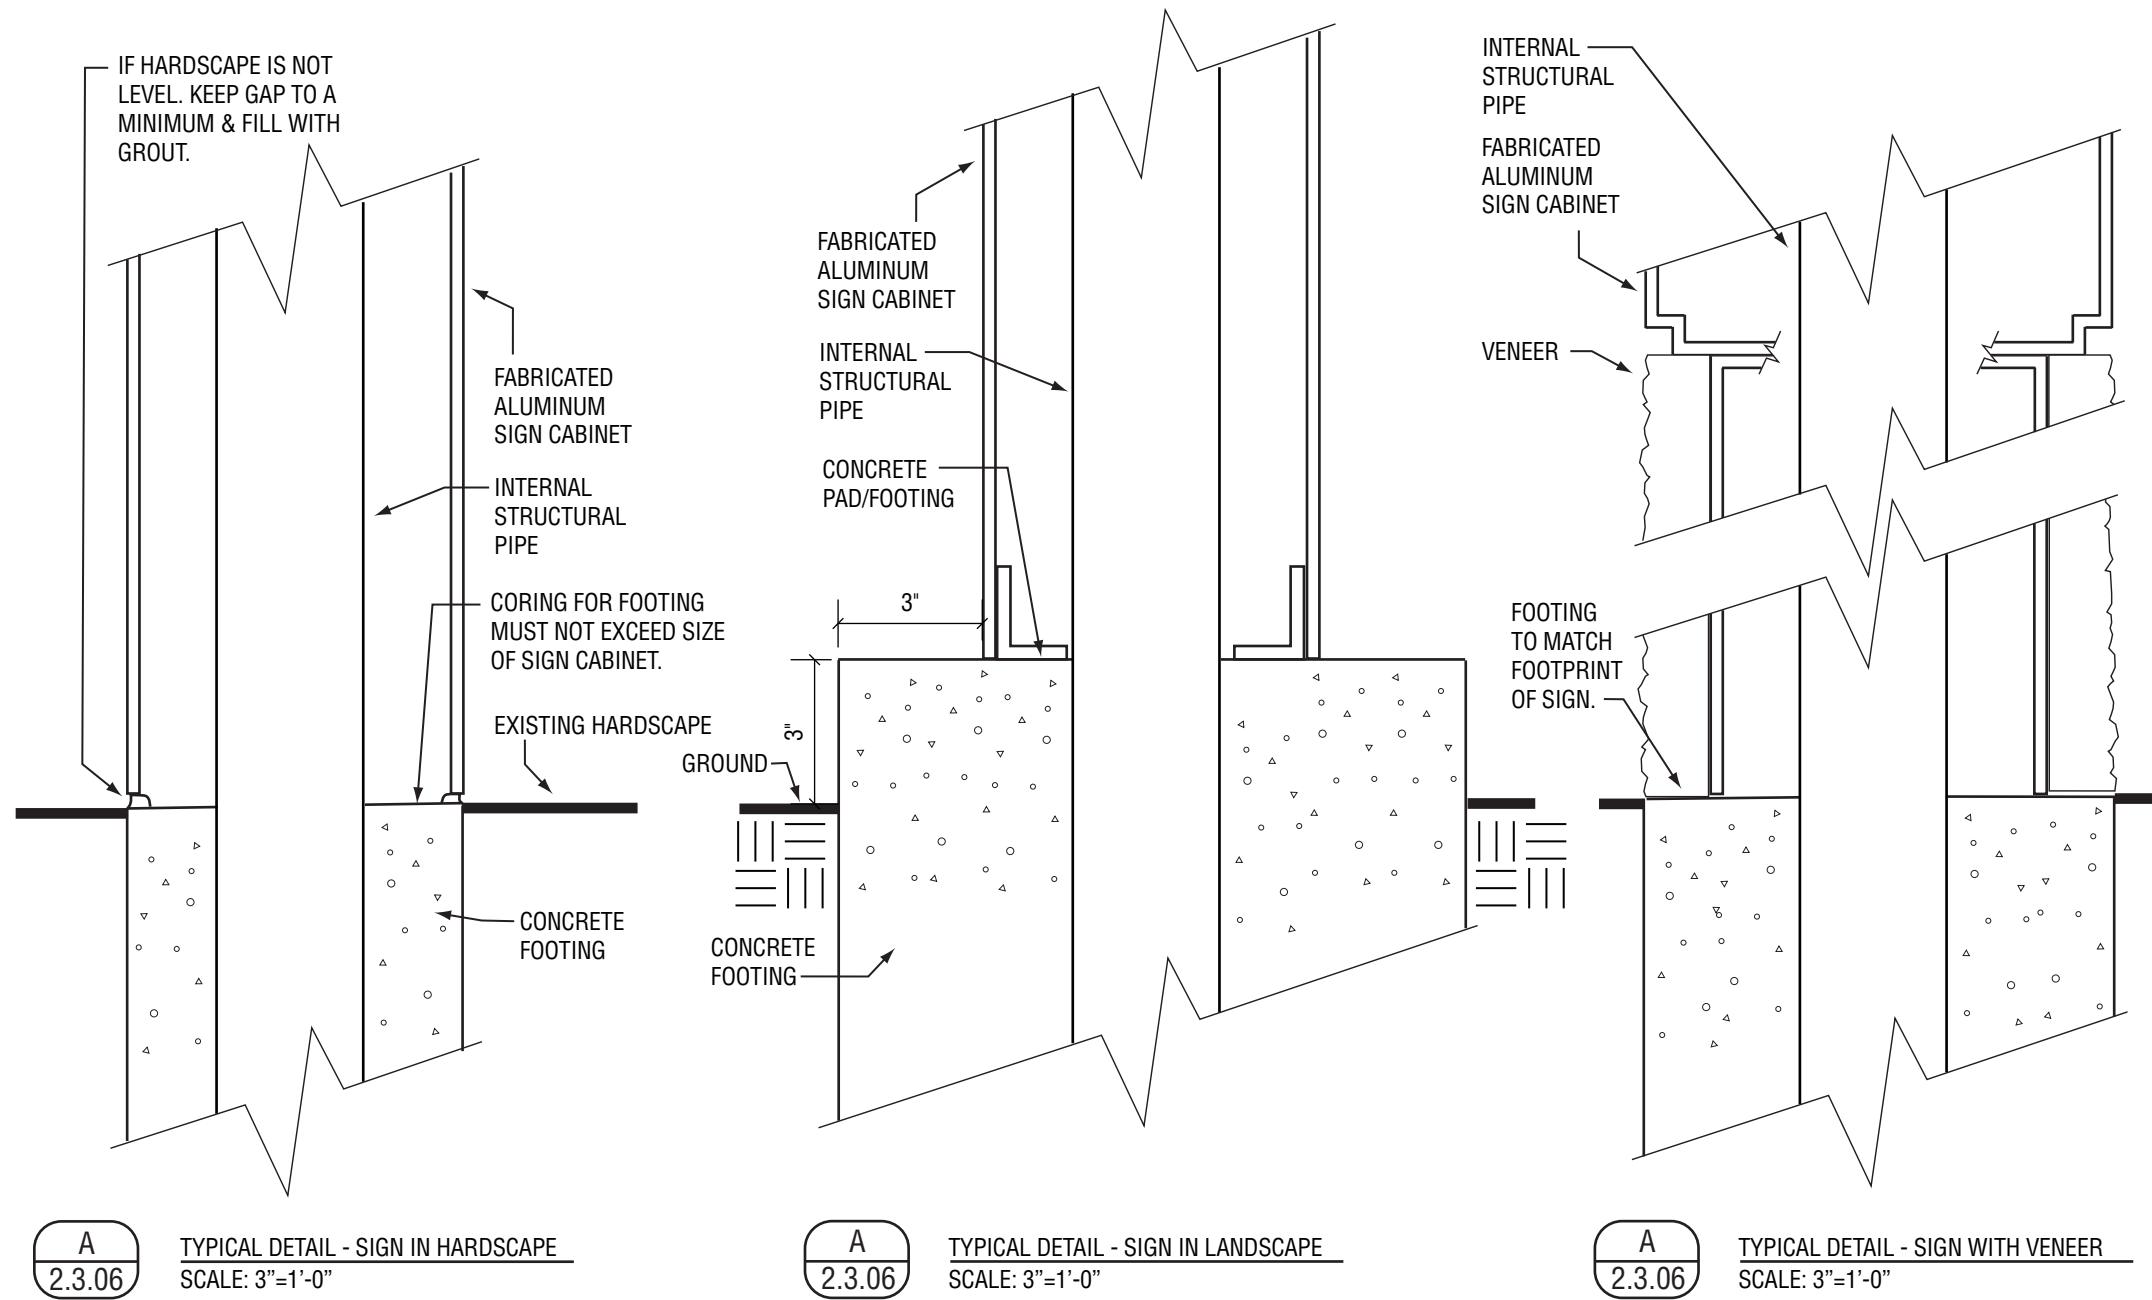 IF HARDSCAPE IS NOT
LEVEL. KEEP GAP TO A
MINIMUM & FILL WITH
GROUT.
FABRICATED
ALUMINUM
SIGN CABINET
INTERNAL
STRUCTURAL
PIPE
CORING FOR FOOTING
MUST NOT EXCEED SIZE
OF SIGN CABINET.
EXISTING HARDSCAPE
CONCRETE
FOOTING
A
2.3.06
TYPICAL DETAIL - SIGN IN HARDSCAPE
SCALE: 3”=1’-0”
FABRICATED
ALUMINUM
SIGN CABINET
INTERNAL
STRUCTURAL
PIPE
CONCRETE
PAD/FOOTING
3"
3"
GROUND
CONCRETE
FOOTING
A
2.3.06
TYPICAL DETAIL - SIGN IN LANDSCAPE
SCALE: 3”=1’-0”
INTERNAL
STRUCTURAL
PIPE
FABRICATED
ALUMINUM
SIGN CABINET
VENEER
FOOTING
TO MATCH
FOOTPRINT
OF SIGN.
A
2.3.06
TYPICAL DETAIL - SIGN WITH VENEER
SCALE: 3”=1’-0”